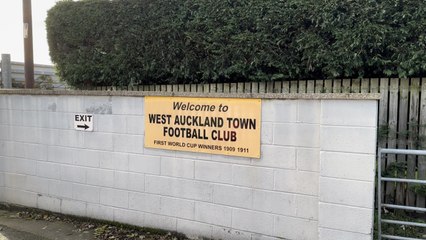 EXIT
Welcome to
WEST AUCKLAND TOWN
FOOTBALL CLUB
FIRST WORLD CUP WINNERS 1909 1911